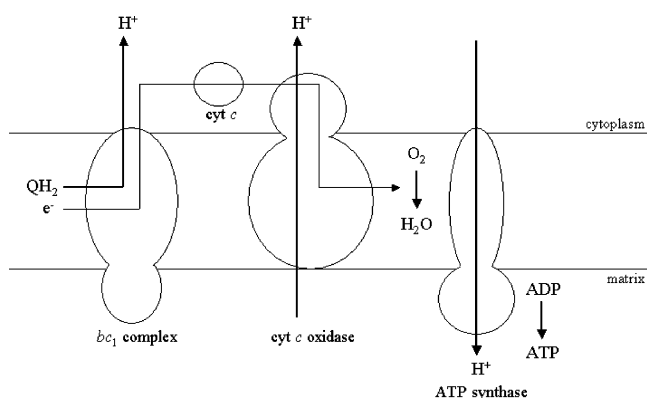 H⁺
H⁺
cyt c
cytoplasm
O₂
QH₂
e⁻
H₂O
matrix
ADP
bc₁ complex
cyt c oxidase
ATP
H⁺
ATP synthase